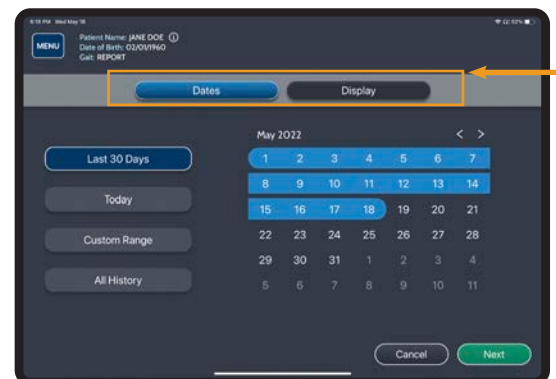 5:13 PM Wed May 18
62%
MENU
Patient Name: JANE DOE
Date of Birth: 02/01/1960
Gait: REPORT
Dates
Display
May 2022 < >
Last 30 Days
Today
Custom Range
All History
1 2 3 4 5 6 7
8 9 10 11 12 13 14
15 16 17 18 19 20 21
22 23 24 25 26 27 28
29 30 31 1 2 3 4
5 6 7 8 9 10 11
Cancel
Next